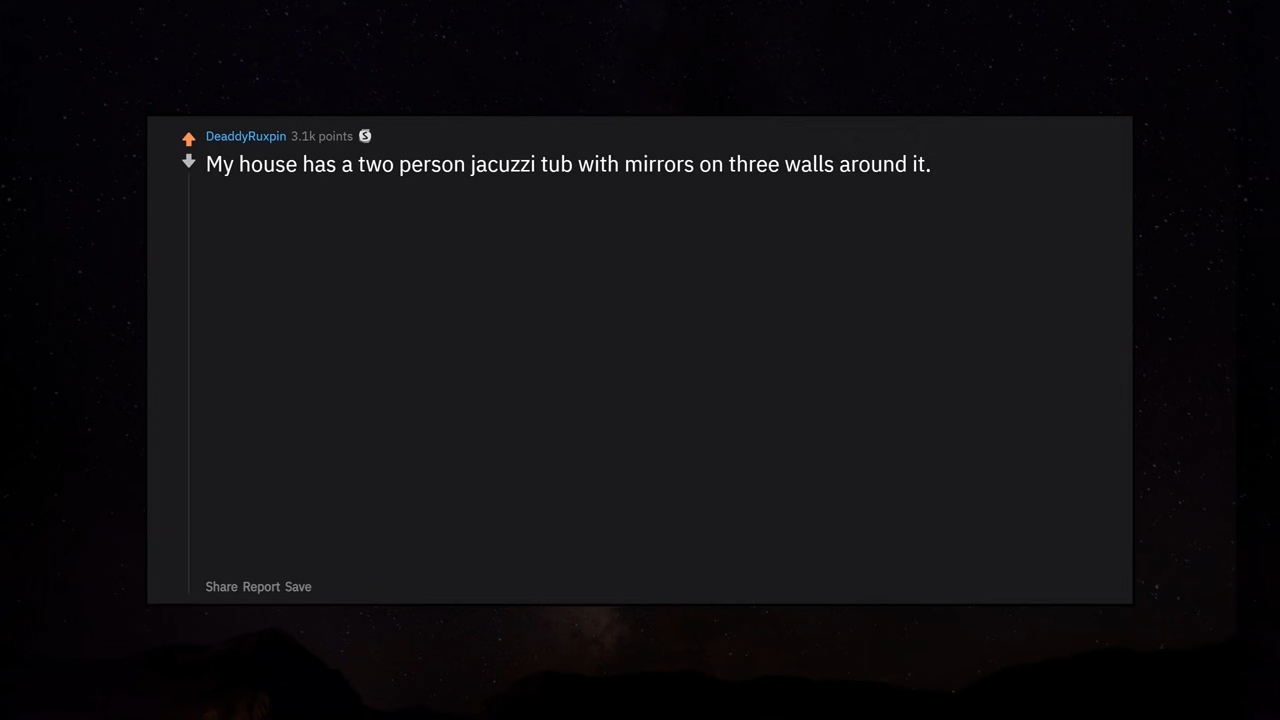 DeaddyRuxpin 3.1k points S
My house has a two person jacuzzi tub with mirrors on three walls around it.
Share Report Save